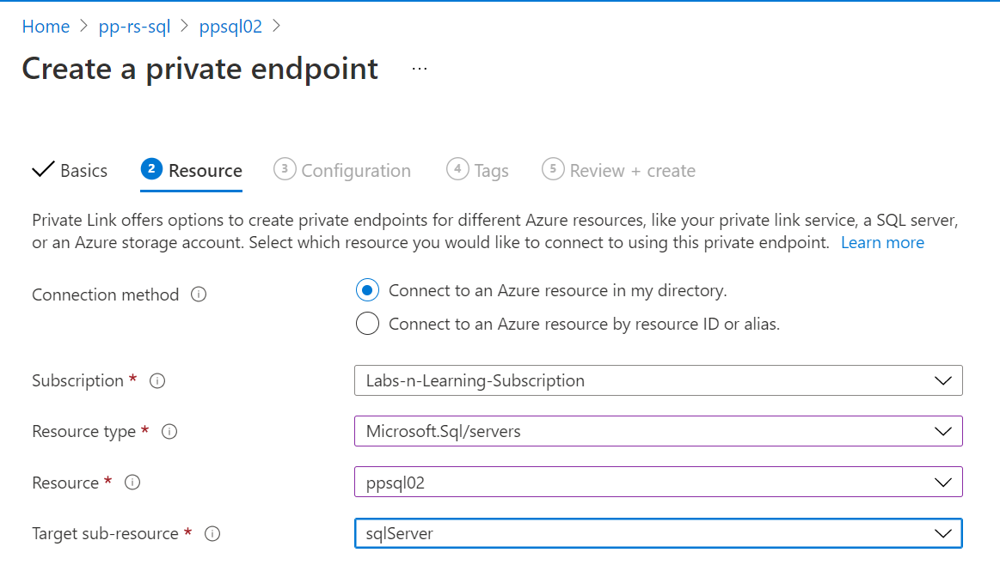 Home > pp-rs-sql > ppsql02 >
Create a private endpoint ...
Basics 2 Resource 3 Configuration 4 Tags 5 Review + create
Private Link offers options to create private endpoints for different Azure resources, like your private link service, a SQL server,
or an Azure storage account. Select which resource you would like to connect to using this private endpoint. Learn more
Connection method
Connect to an Azure resource in my directory.
Connect to an Azure resource by resource ID or alias.
Subscription * Labs-n-Learning-Subscription
Resource type * Microsoft.Sql/servers
Resource * ppsql02
Target sub-resource * sqlServer